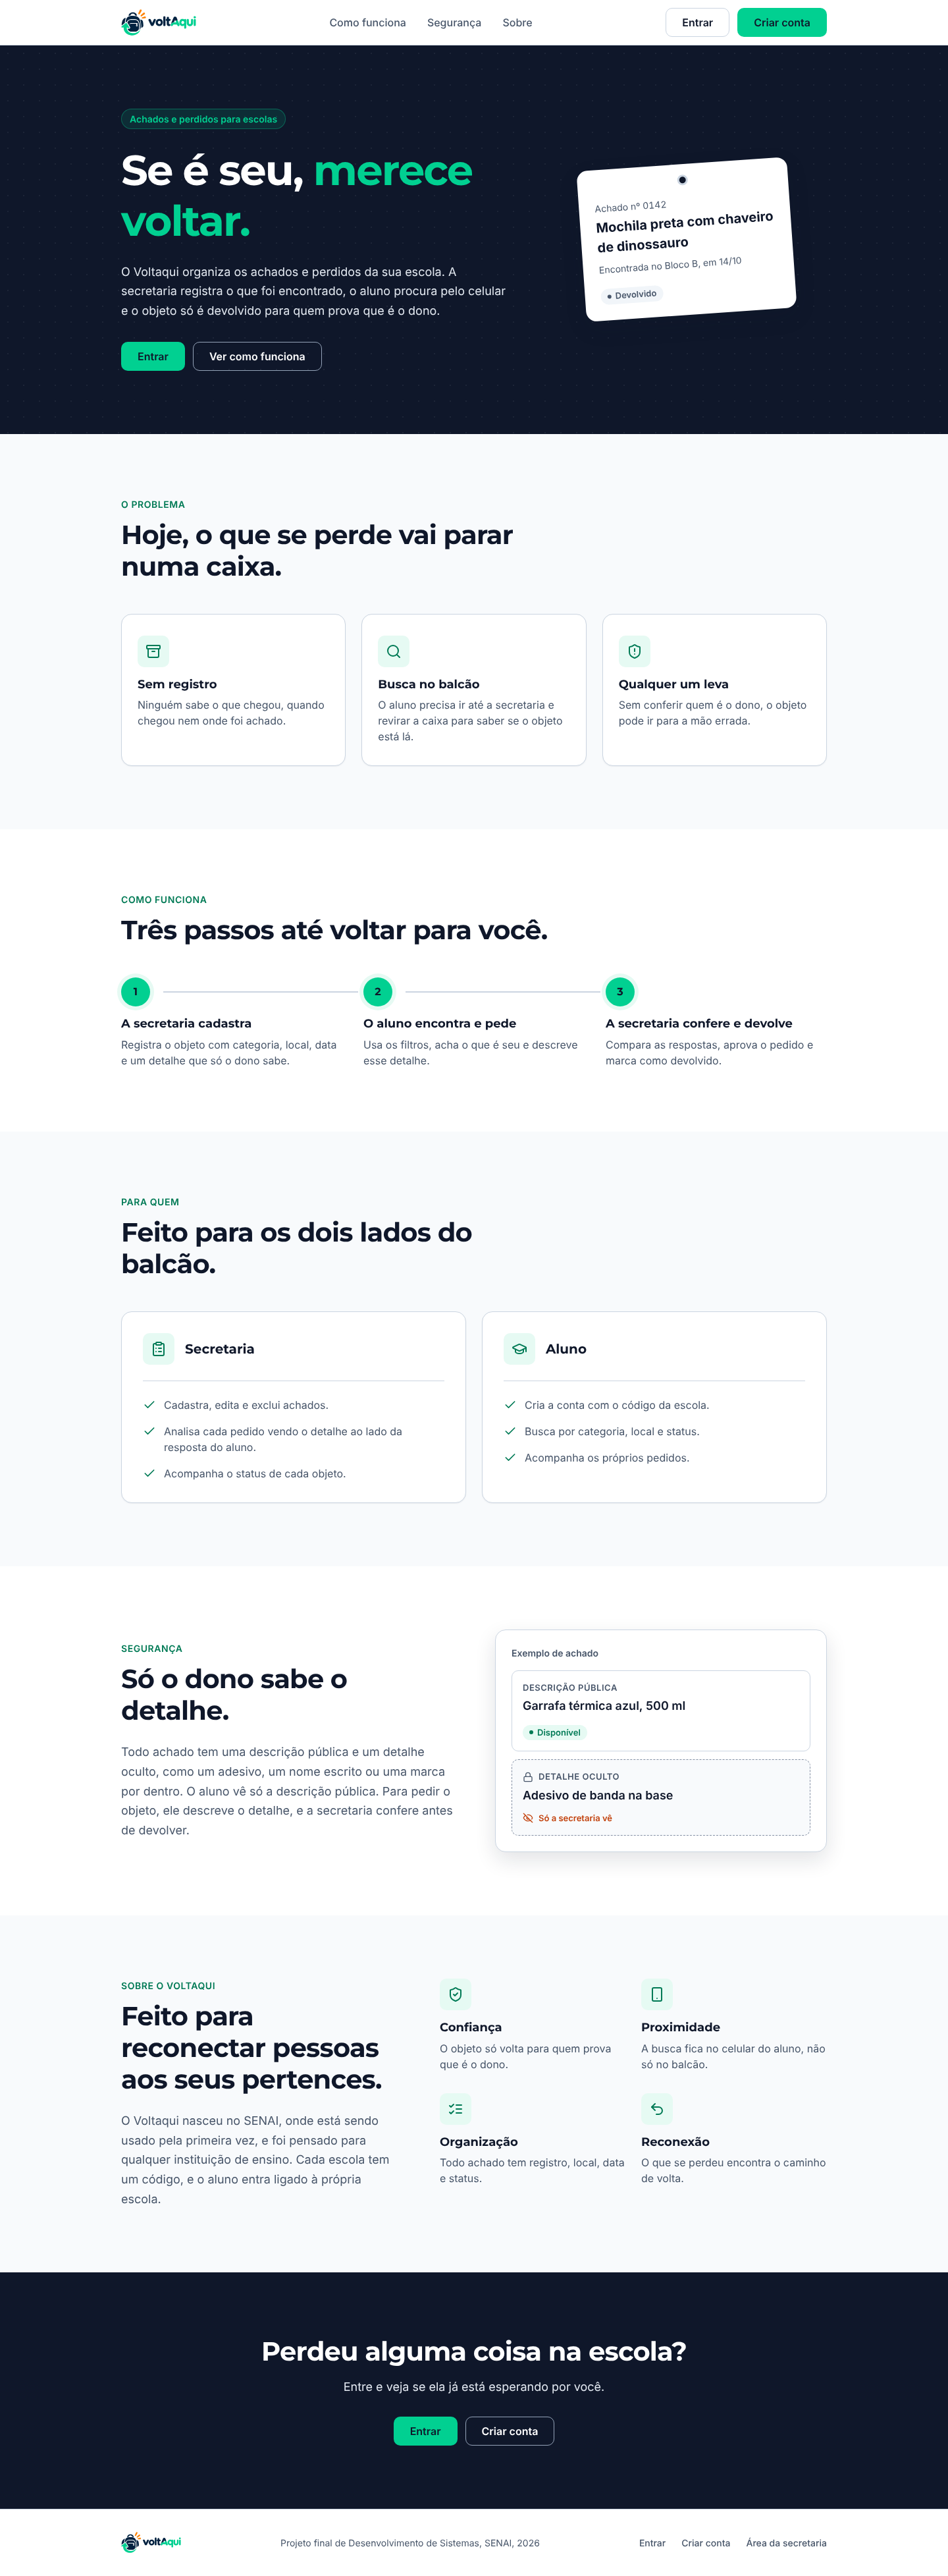 voltAqui
Como funciona
Segurança
Sobre
Entrar
Criar conta
Achados e perdidos para escolas
Se é seu, merece
voltar.
O Voltaqui organiza os achados e perdidos da sua escola. A
secretaria registra o que foi encontrado, o aluno procura pelo celular
e o objeto só é devolvido para quem prova que é o dono.
Entrar
Ver como funciona
Achado nº 0142
Mochila preta com chaveiro
de dinossauro
Encontrada no Bloco B, em 14/10
Devolvido
O PROBLEMA
Hoje, o que se perde vai parar
numa caixa.
Sem registro
Ninguém sabe o que chegou, quando
chegou nem onde foi achado.
Busca no balcão
O aluno precisa ir até a secretaria e
revirar a caixa para saber se o objeto
está lá.
Qualquer um leva
Sem conferir quem é o dono, o objeto
pode ir para a mão errada.
COMO FUNCIONA
Três passos até voltar para você.
1
2
3
A secretaria cadastra
Registra o objeto com categoria, local, data
e um detalhe que só o dono sabe.
O aluno encontra e pede
Usa os filtros, acha o que é seu e descreve
esse detalhe.
A secretaria confere e devolve
Compara as respostas, aprova o pedido e
marca como devolvido.
PARA QUEM
Feito para os dois lados do
balcão.
Secretaria
Cadastra, edita e exclui achados.
Analisa cada pedido vendo o detalhe ao lado da
resposta do aluno.
Acompanha o status de cada objeto.
Aluno
Cria a conta com o código da escola.
Busca por categoria, local e status.
Acompanha os próprios pedidos.
SEGURANÇA
Só o dono sabe o
detalhe.
Todo achado tem uma descrição pública e um detalhe
oculto, como um adesivo, um nome escrito ou uma marca
por dentro. O aluno vê só a descrição pública. Para pedir o
objeto, ele descreve o detalhe, e a secretaria confere antes
de devolver.
Exemplo de achado
DESCRIÇÃO PÚBLICA
Garrafa térmica azul, 500 ml
Disponível
DETALHE OCULTO
Adesivo de banda na base
Só a secretaria vê
SOBRE O VOLTAQUI
Feito para
reconectar pessoas
aos seus pertences.
O Voltaqui nasceu no SENAI, onde está sendo
usado pela primeira vez, e foi pensado para
qualquer instituição de ensino. Cada escola tem
um código, e o aluno entra ligado à própria
escola.
Confiança
O objeto só volta para quem prova
que é o dono.
Proximidade
A busca fica no celular do aluno, não
só no balcão.
Organização
Todo achado tem registro, local, data
e status.
Reconexão
O que se perdeu encontra o caminho
de volta.
Perdeu alguma coisa na escola?
Entre e veja se ela já está esperando por você.
Entrar
Criar conta
voltAqui
Projeto final de Desenvolvimento de Sistemas, SENAI, 2026
Entrar
Criar conta
Área da secretaria